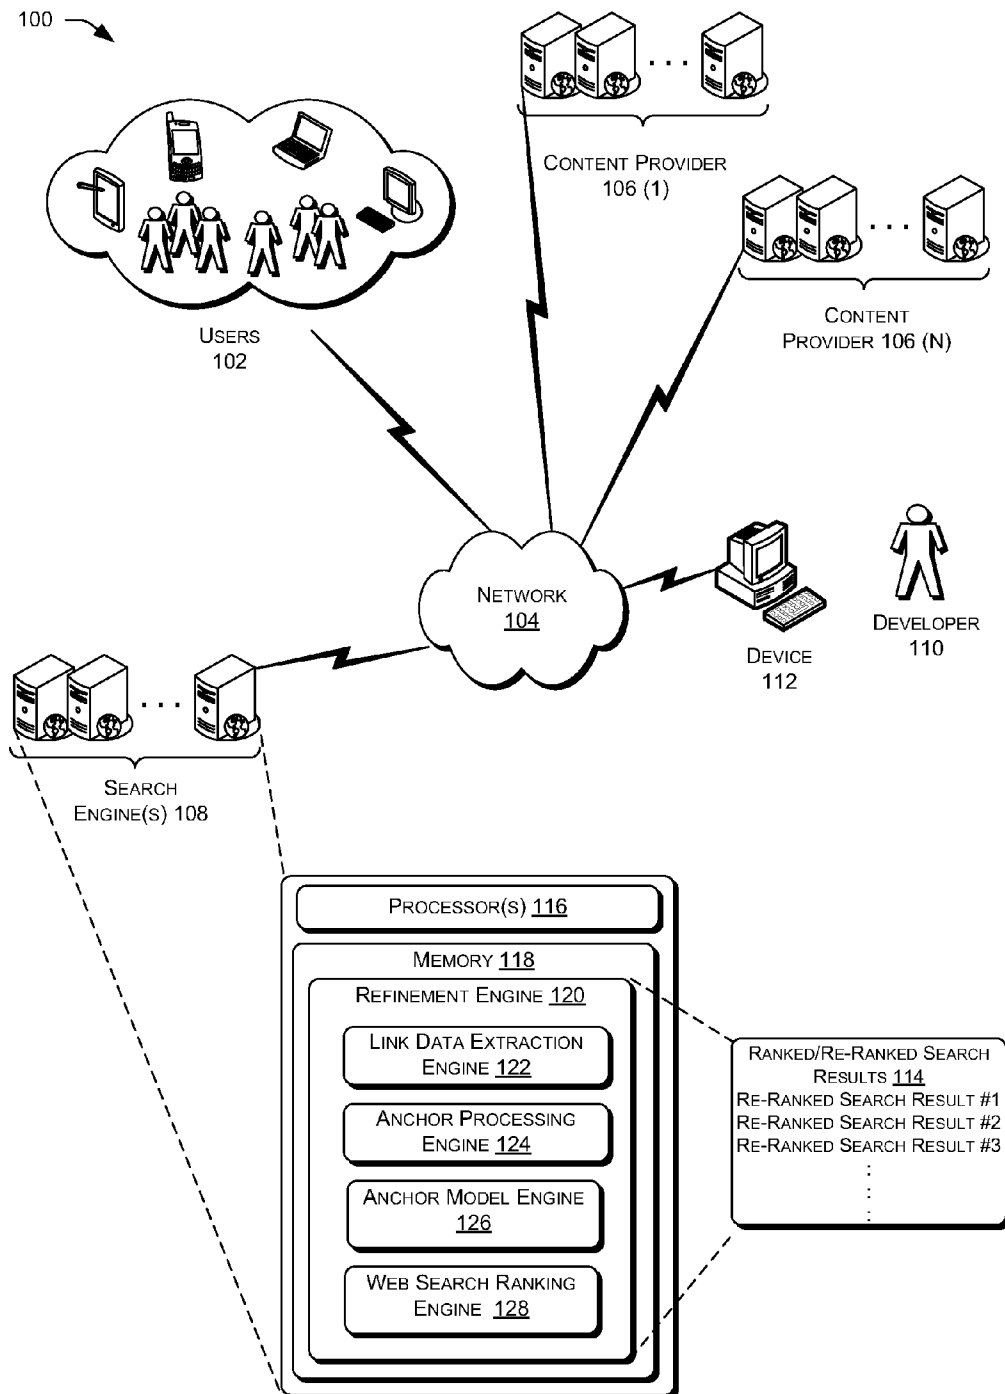 100
CONTENT PROVIDER
106 (1)
CONTENT
PROVIDER 106 (N)
USERS
102
NETWORK
104
DEVICE
112
DEVELOPER
110
SEARCH
ENGINE(S) 108
PROCESSOR(S) 116
MEMORY 118
REFINEMENT ENGINE 120
LINK DATA EXTRACTION
ENGINE 122
ANCHOR PROCESSING
ENGINE 124
ANCHOR MODEL ENGINE
126
WEB SEARCH RANKING
ENGINE 128
RANKED/RE-RANKED SEARCH
RESULTS 114
RE-RANKED SEARCH RESULT #1
RE-RANKED SEARCH RESULT #2
RE-RANKED SEARCH RESULT #3